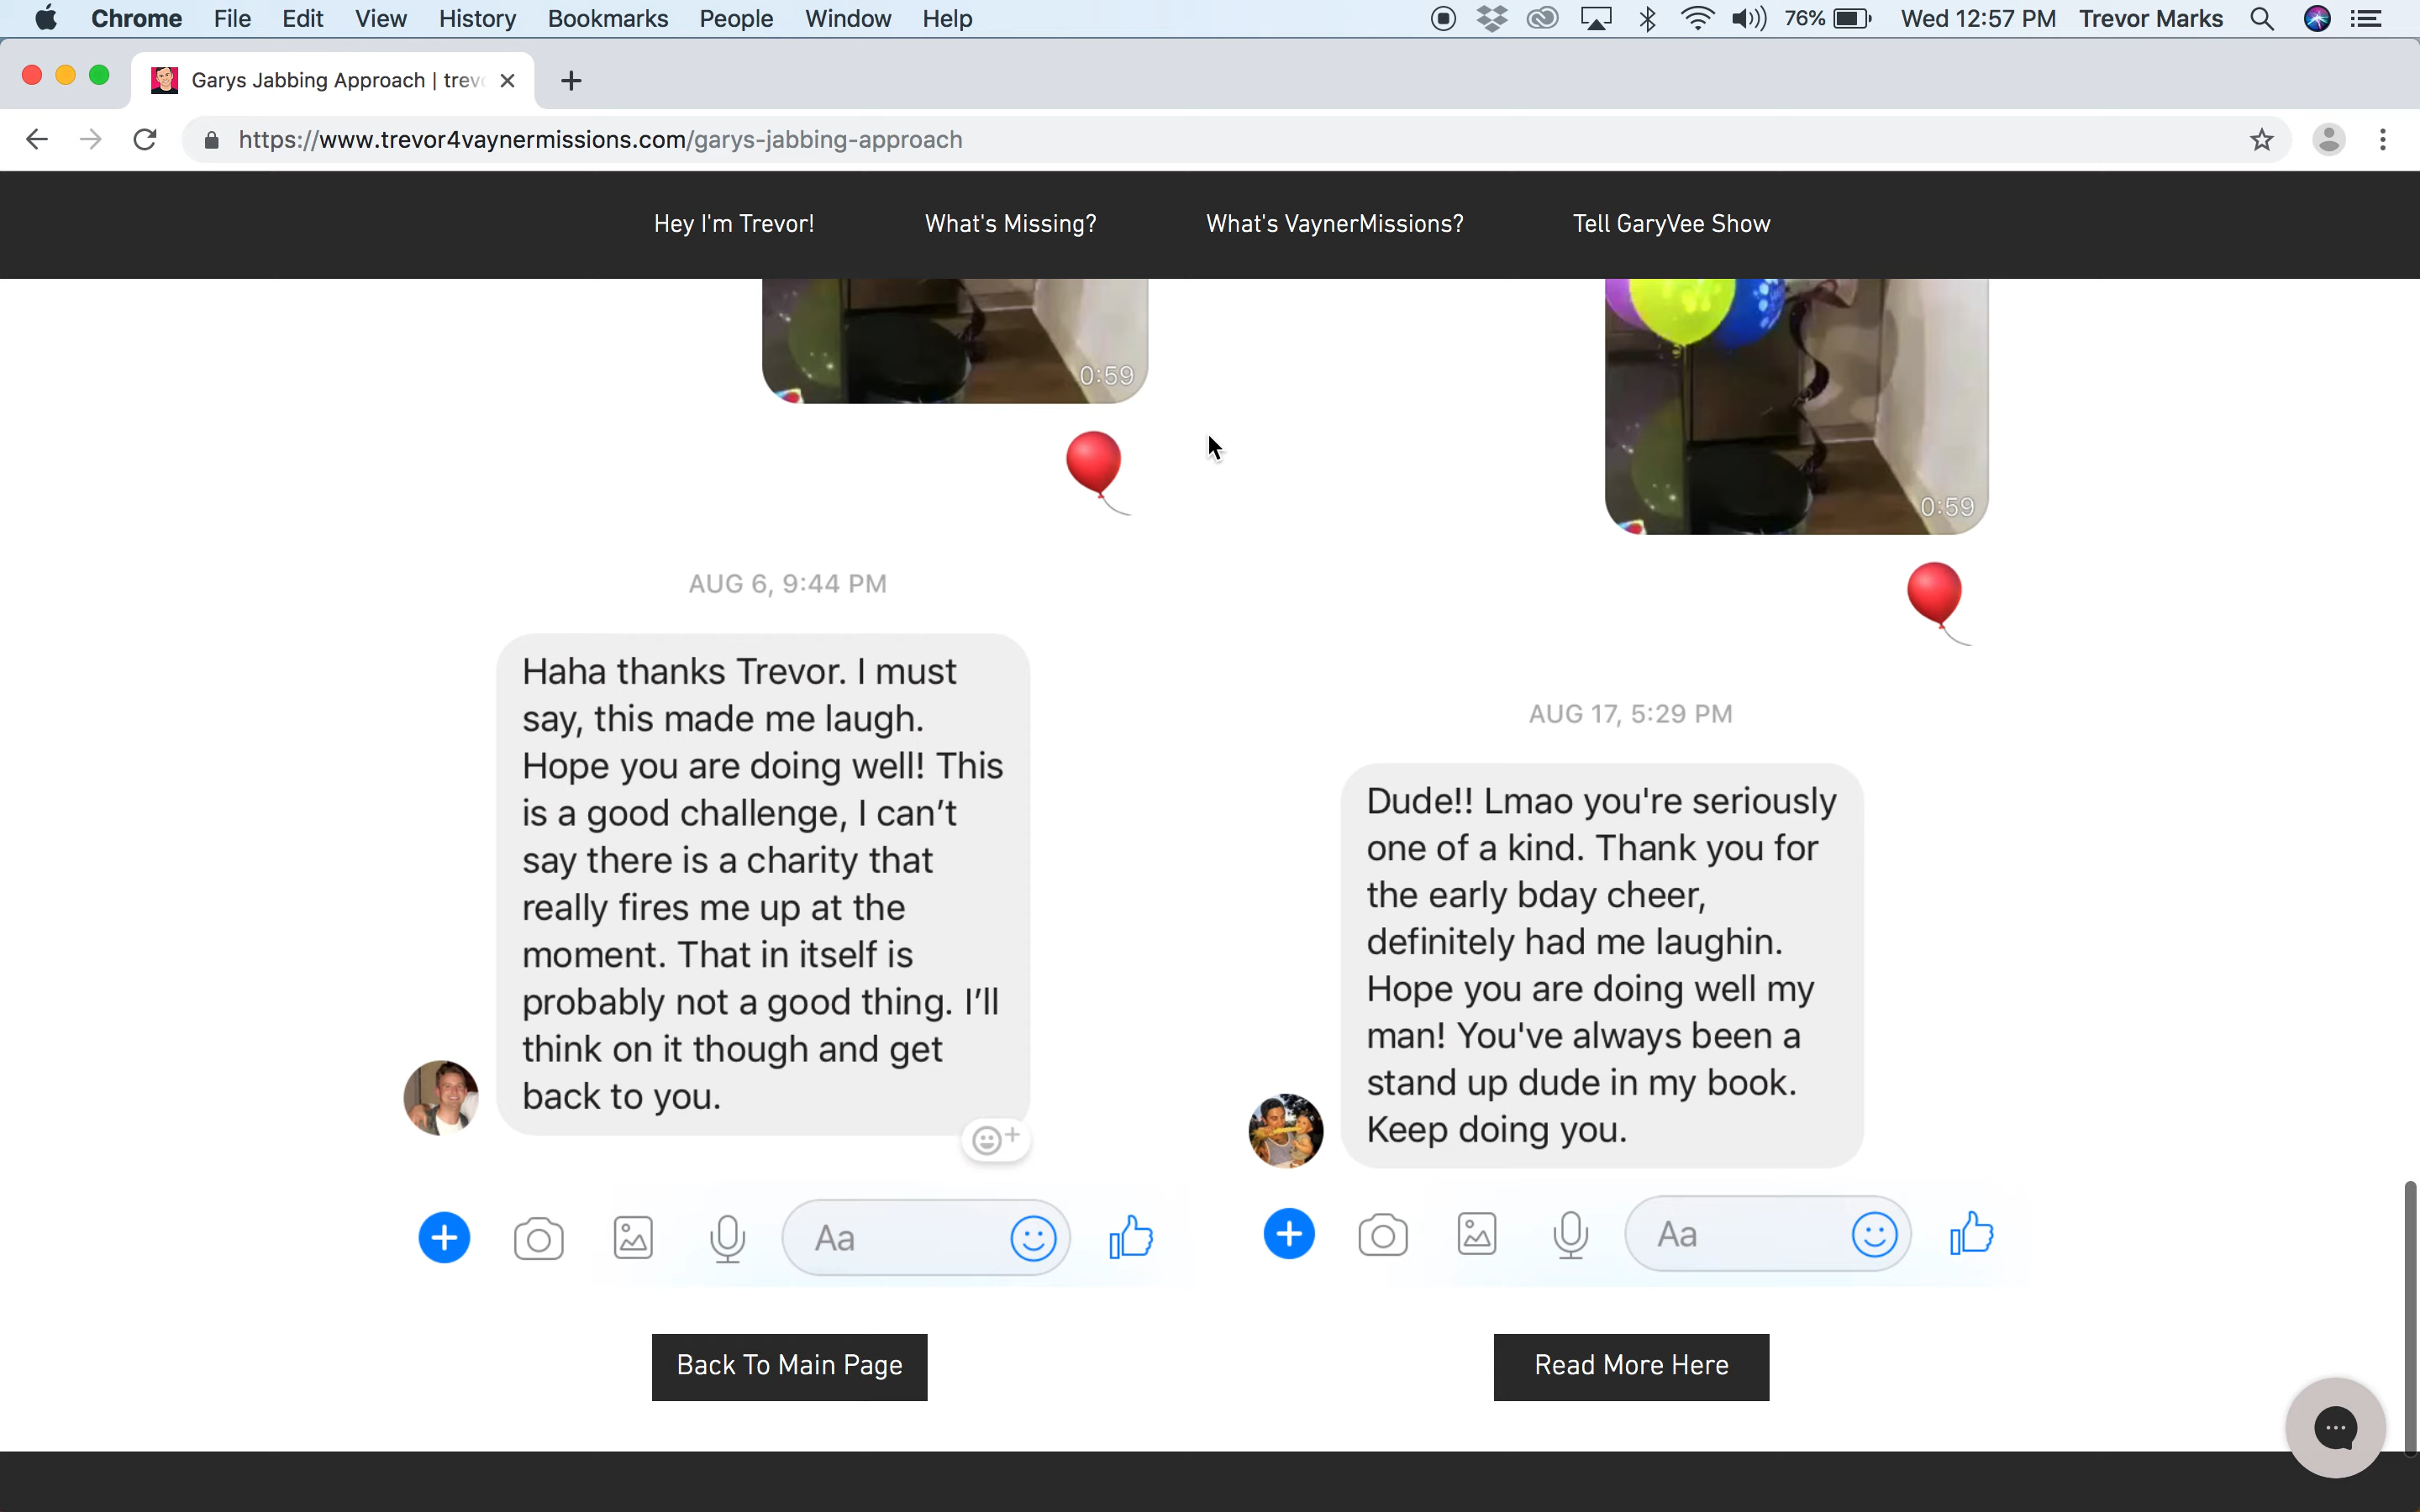 Chrome File Edit View History Bookmarks People Window Help 76% Wed 12:57 PM Trevor Marks
Garys Jabbing Approach | trev
https://www.trevor4vaynermissions.com/garys-jabbing-approach
Hey I'm Trevor! What's Missing? What's VaynerMissions? Tell GaryVee Show
0:59
0:59
AUG 6, 9:44 PM
Haha thanks Trevor. I must
say, this made me laugh.
Hope you are doing well! This
is a good challenge, I can’t
say there is a charity that
really fires me up at the
moment. That in itself is
probably not a good thing. I’ll
think on it though and get
back to you.
Aa
AUG 17, 5:29 PM
Dude!! Lmao you're seriously
one of a kind. Thank you for
the early bday cheer,
definitely had me laughin.
Hope you are doing well my
man! You've always been a
stand up dude in my book.
Keep doing you.
Aa
Back To Main Page
Read More Here